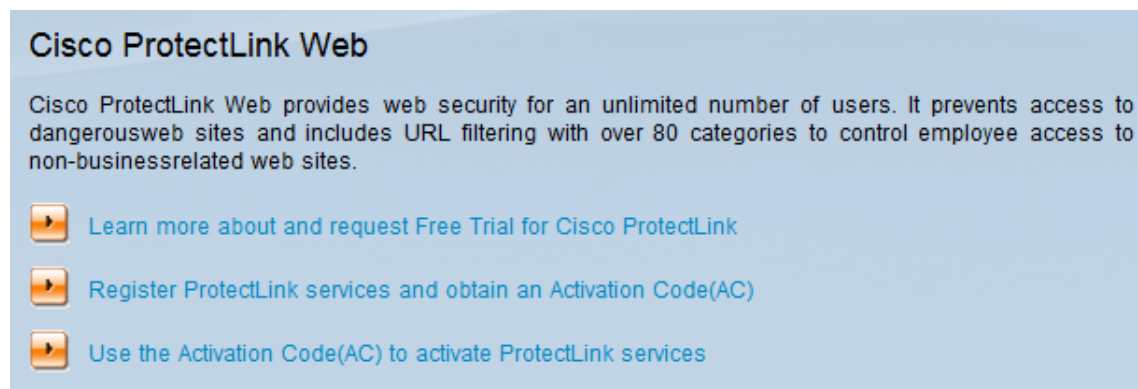 Cisco ProtectLink Web
Cisco ProtectLink Web provides web security for an unlimited number of users. It prevents access to
dangerousweb sites and includes URL filtering with over 80 categories to control employee access to
non-businessrelated web sites.
Learn more about and request Free Trial for Cisco ProtectLink
Register ProtectLink services and obtain an Activation Code(AC)
Use the Activation Code(AC) to activate ProtectLink services